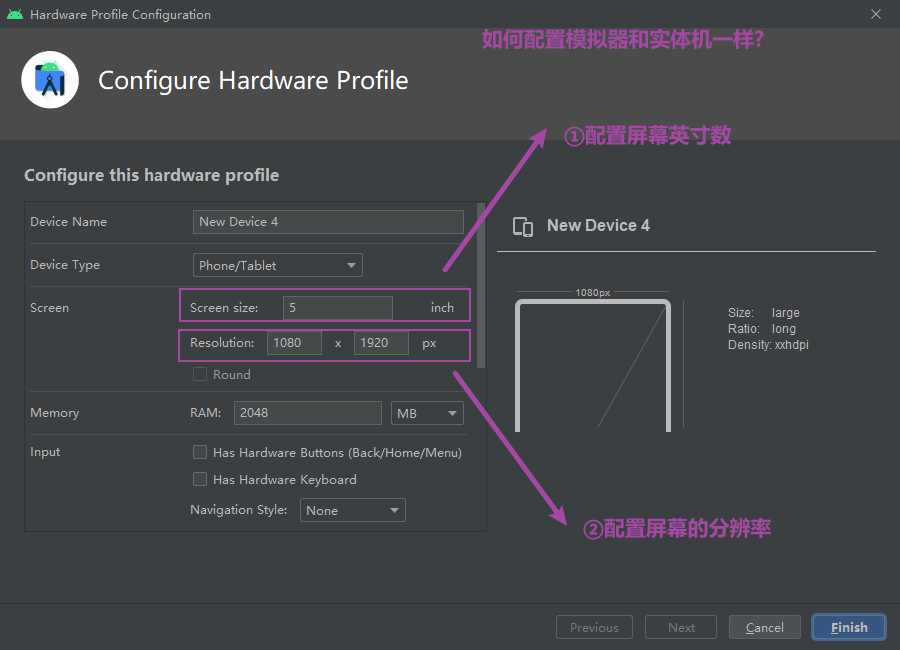 Hardware Profile Configuration
如何配置模拟器和实体机一样?
Configure Hardware Profile
①配置屏幕英寸数
Configure this hardware profile
Device Name New Device 4
Device Type Phone/Tablet
Screen Screen size: 5 inch
Resolution: 1080 x 1920 px
Round
Memory RAM: 2048 MB
Input Has Hardware Buttons (Back/Home/Menu)
Has Hardware Keyboard
Navigation Style: None
New Device 4
1080px
Size: large
Ratio: long
Density: xxhdpi
②配置屏幕的分辨率
Previous Next Cancel Finish